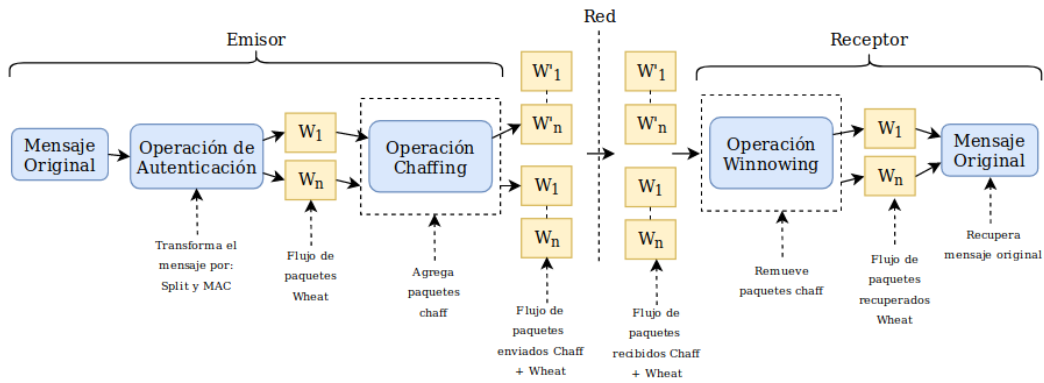 Red
Emisor
Receptor
W'1
W'n
W1
Wn
W'1
W'n
W1
Wn
Mensaje
Original
Operación de
Autenticación
W1
Wn
Operación
Chaffing
Operación
Winnowing
W1
Wn
Mensaje
Original
Transforma el
mensaje por:
Split y MAC
Flujo de
paquetes
Wheat
Agrega
paquetes
chaff
Flujo de
paquetes
enviados Chaff
+ Wheat
Flujo de
paquetes
recibidos Chaff
+ Wheat
Remueve
paquetes chaff
Flujo de
paquetes
recuperados
Wheat
Recupera
mensaje original